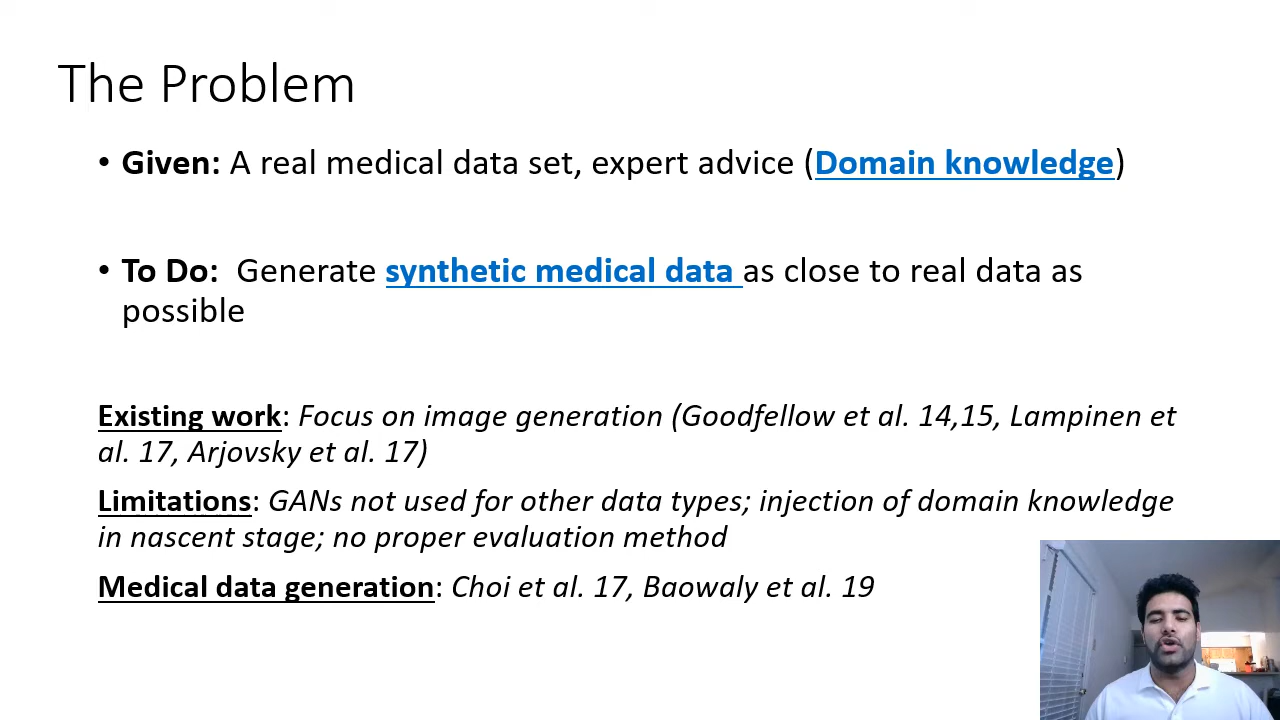 The Problem
• Given: A real medical data set, expert advice (Domain knowledge)
• To Do: Generate synthetic medical data as close to real data as
possible
Existing work: Focus on image generation (Goodfellow et al. 14,15, Lampinen et
al. 17, Arjovsky et al. 17)
Limitations: GANs not used for other data types; injection of domain knowledge
in nascent stage; no proper evaluation method
Medical data generation: Choi et al. 17, Baowaly et al. 19